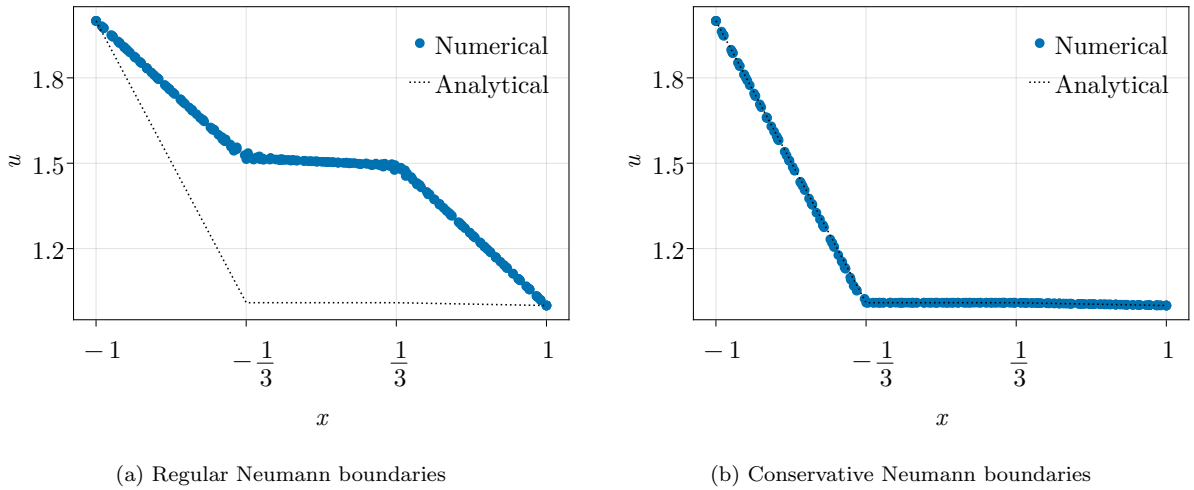 Numerical
Analytical
1.8
1.5
1.2
u
−1
−1/3
1/3
1
x
(a) Regular Neumann boundaries
Numerical
Analytical
1.8
1.5
1.2
u
−1
−1/3
1/3
1
x
(b) Conservative Neumann boundaries